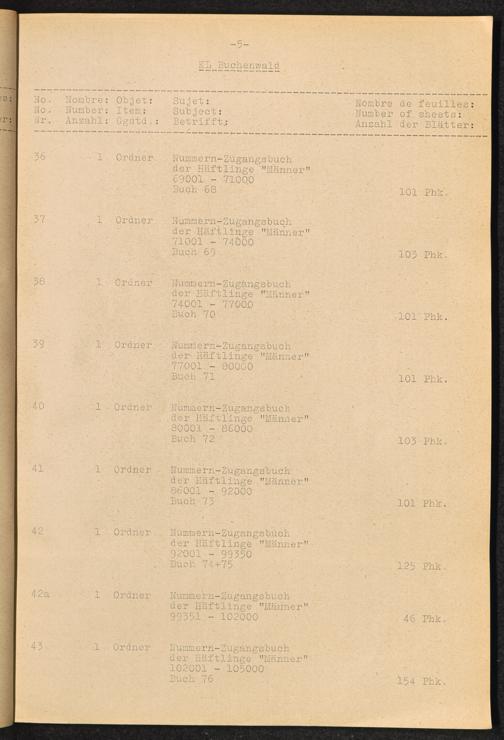 -5-
KL Buchenwald
No. Nombre: Objet: Sujet: Nombre de feuilles:
No. Number: Item: Subject: Number of sheets:
Nr. Anzahl: Ggstd.: Betrifft: Anzahl der Blätter:
36 1 Ordner Nummern-Zugangsbuch
der Häftlinge "Männer"
69001 - 71000
Buch 68 101 Phk.
37 1 Ordner Nummern-Zugangsbuch
der Häftlinge "Männer"
71001 - 74000
Buch 69 103 Phk.
38 1 Ordner Nummern-Zugangsbuch
der Häftlinge "Männer"
74001 - 77000
Buch 70 101 Phk.
39 1 Ordner Nummern-Zugangsbuch
der Häftlinge "Männer"
77001 - 80000
Buch 71 101 Phk.
40 1 Ordner Nummern-Zugangsbuch
der Häftlinge "Männer"
80001 - 86000
Buch 72 103 Phk.
41 1 Ordner Nummern-Zugangsbuch
der Häftlinge "Männer"
86001 - 92000
Buch 73 101 Phk.
42 1 Ordner Nummern-Zugangsbuch
der Häftlinge "Männer"
92001 - 99350
Buch 74+75 125 Phk.
42a 1 Ordner Nummern-Zugangsbuch
der Häftlinge "Männer"
99351 - 102000 46 Phk.
43 1 Ordner Nummern-Zugangsbuch
der Häftlinge "Männer"
102001 - 105000
Buch 76 154 Phk.